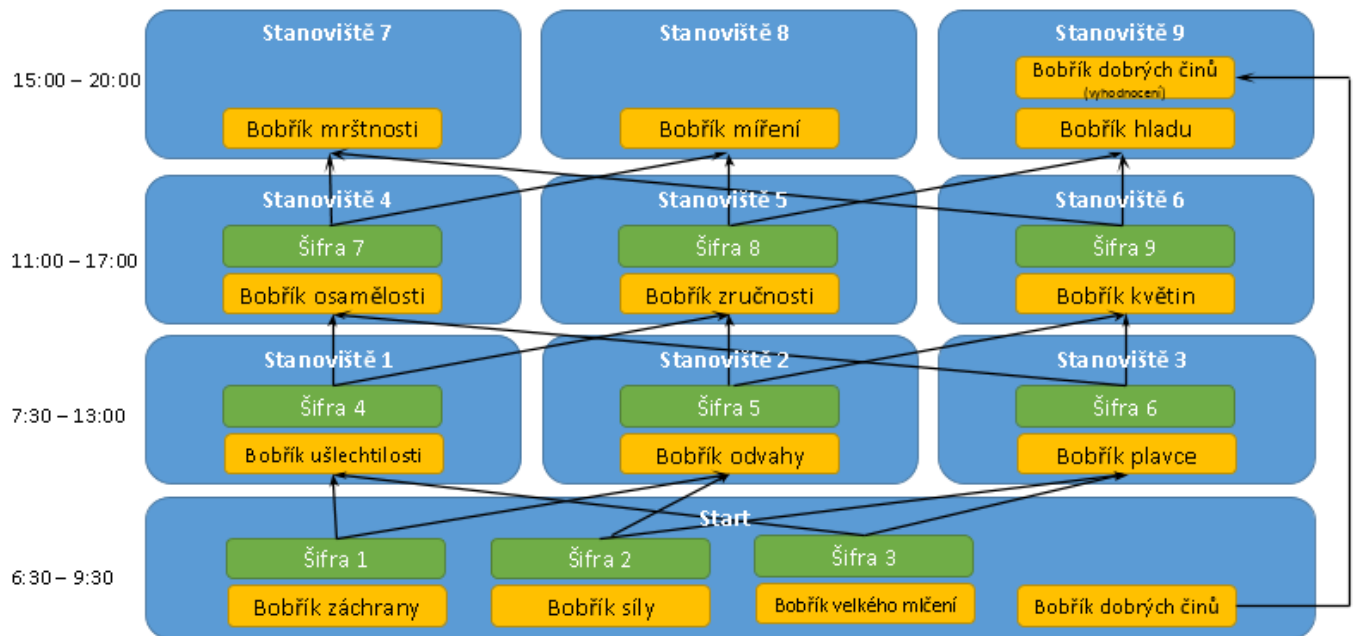 Stanoviště 7
Stanoviště 8
Stanoviště 9
15:00 – 20:00
Bobřík dobrých činů
(vyhodnocení)
Bobřík mrštnosti
Bobřík míření
Bobřík hladu
Stanoviště 4
Stanoviště 5
Stanoviště 6
11:00 – 17:00
Šifra 7
Šifra 8
Šifra 9
Bobřík osamělosti
Bobřík zručnosti
Bobřík květin
Stanoviště 1
Stanoviště 2
Stanoviště 3
7:30 – 13:00
Šifra 4
Šifra 5
Šifra 6
Bobřík ušlechtilosti
Bobřík odvahy
Bobřík plavce
Start
6:30 – 9:30
Šifra 1
Šifra 2
Šifra 3
Bobřík záchrany
Bobřík síly
Bobřík velkého mlčení
Bobřík dobrých činů